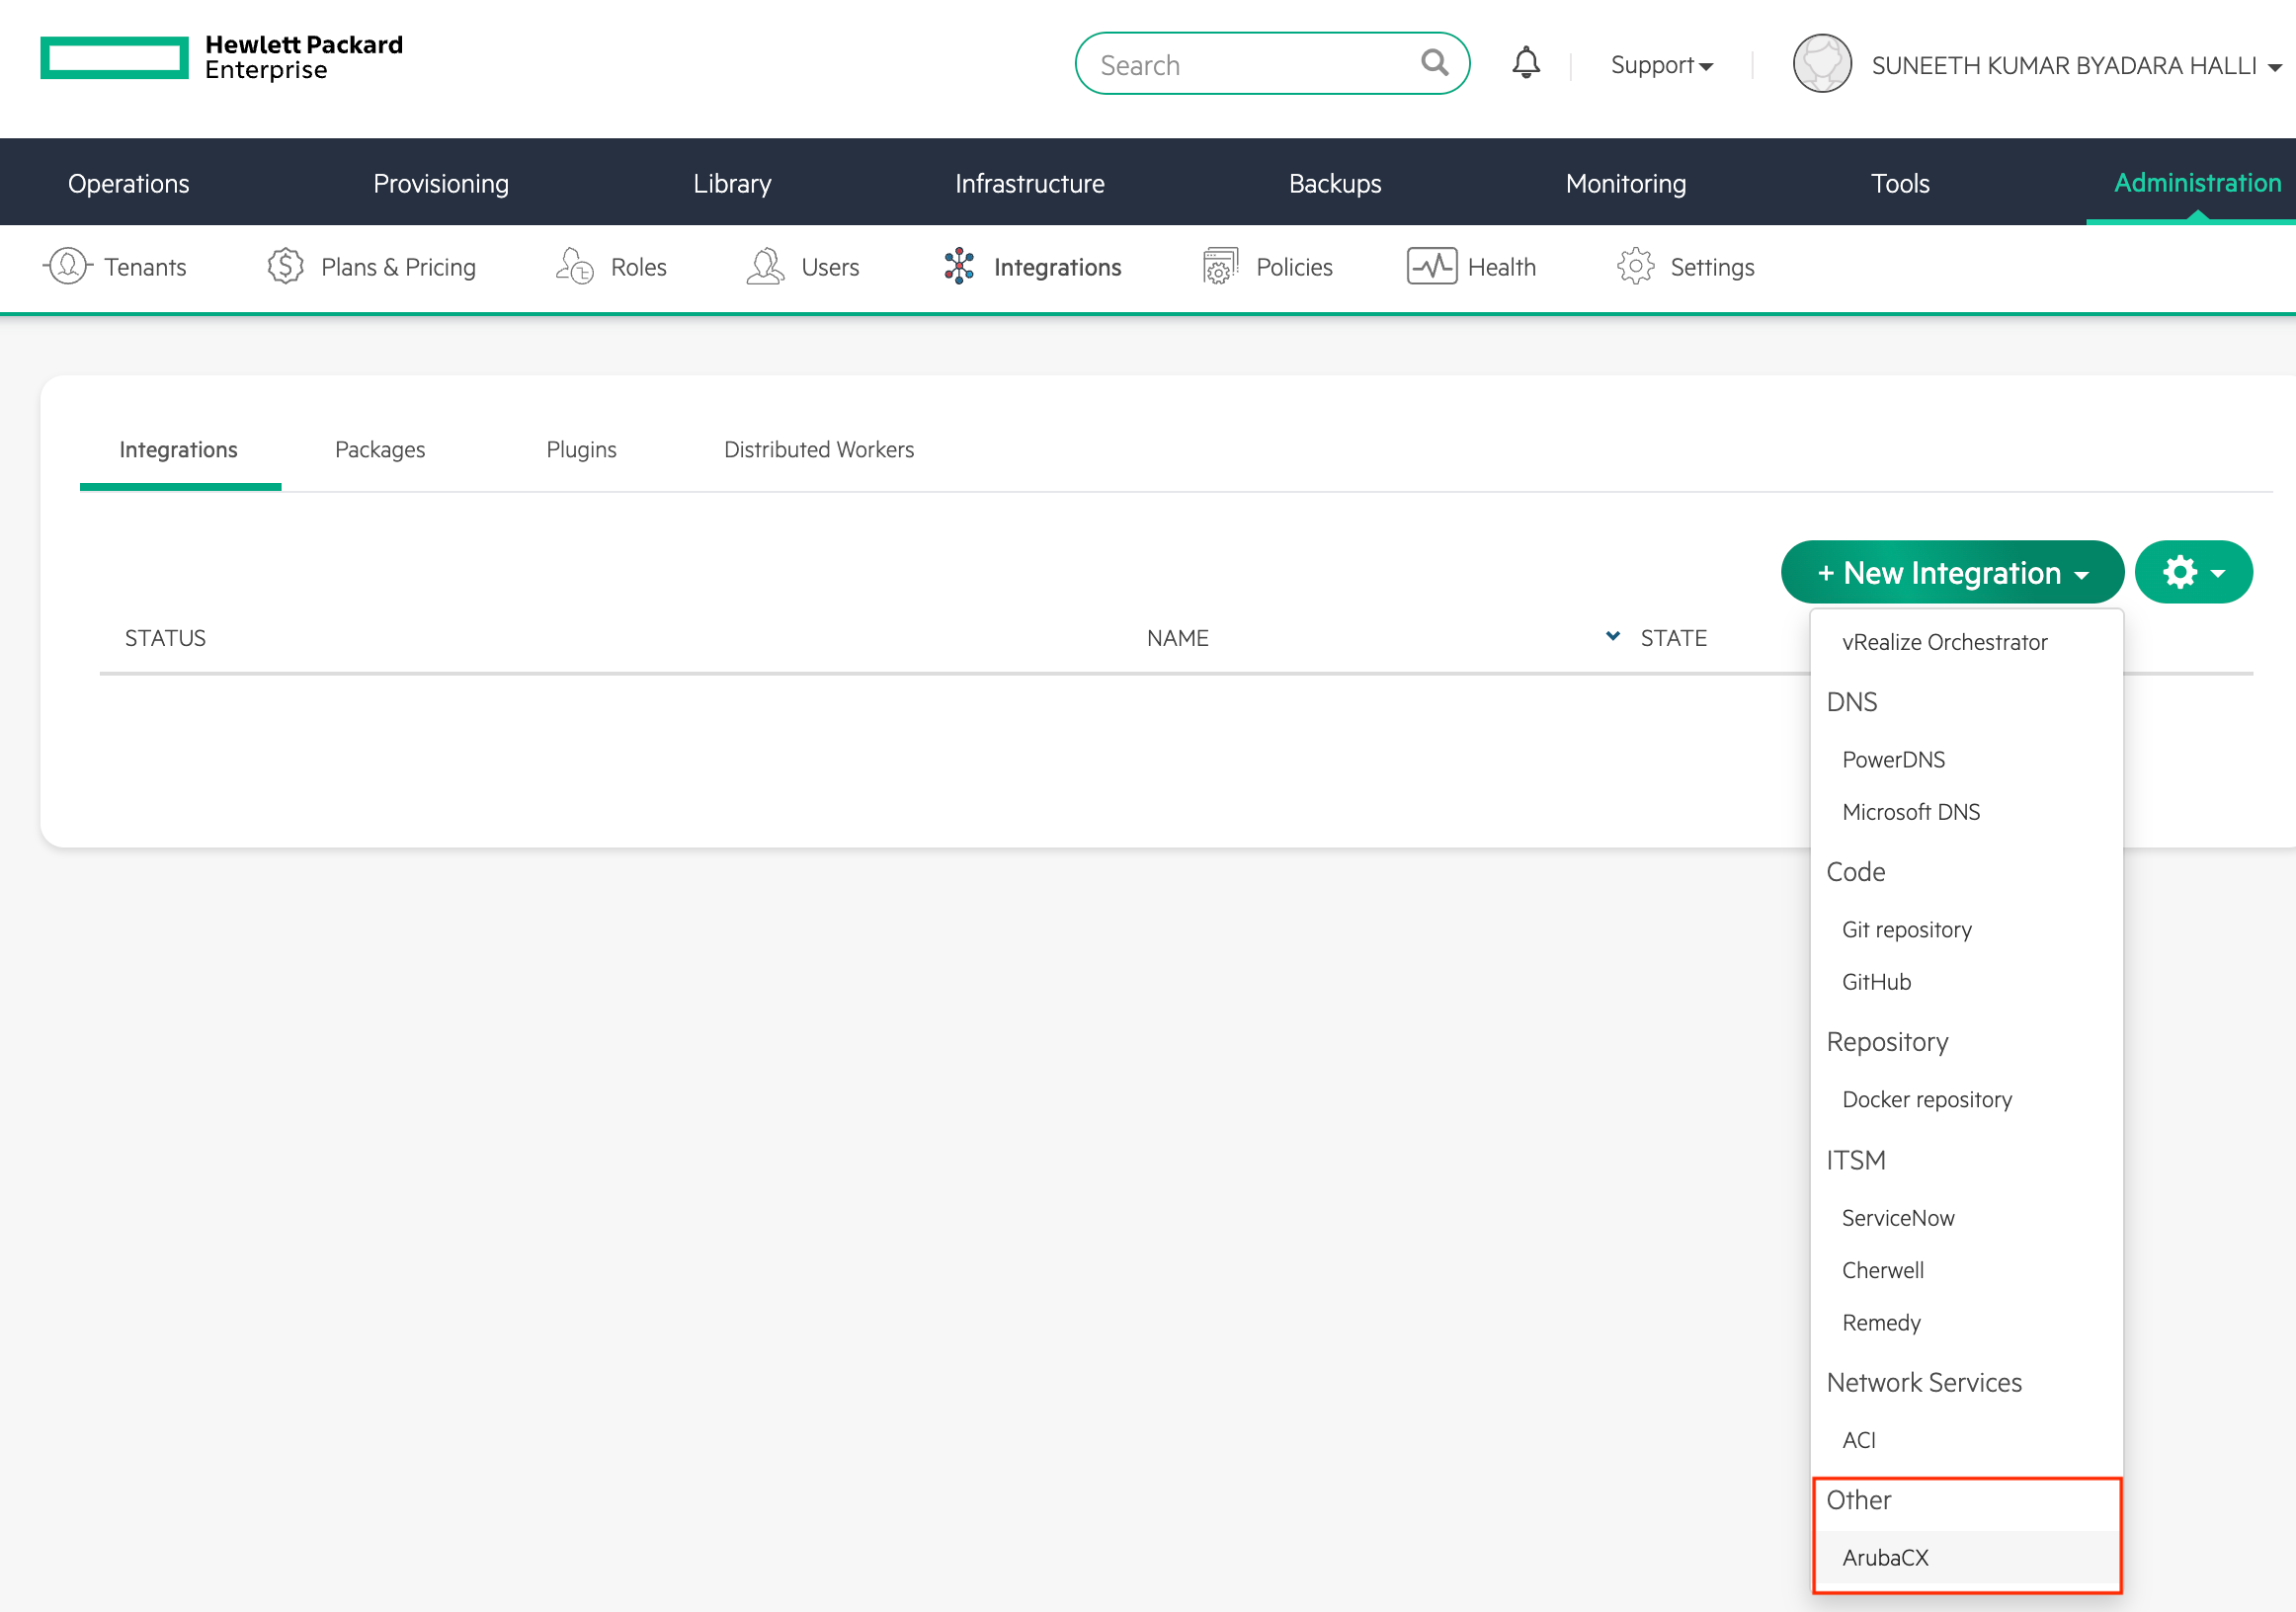 Hewlett Packard
Enterprise
Search
Support
SUNEETH KUMAR BYADARA HALLI
Operations
Provisioning
Library
Infrastructure
Backups
Monitoring
Tools
Administration
Tenants
Plans & Pricing
Roles
Users
Integrations
Policies
Health
Settings
Integrations
Packages
Plugins
Distributed Workers
+ New Integration
STATUS
NAME
STATE
vRealize Orchestrator
DNS
PowerDNS
Microsoft DNS
Code
Git repository
GitHub
Repository
Docker repository
ITSM
ServiceNow
Cherwell
Remedy
Network Services
ACI
Other
ArubaCX